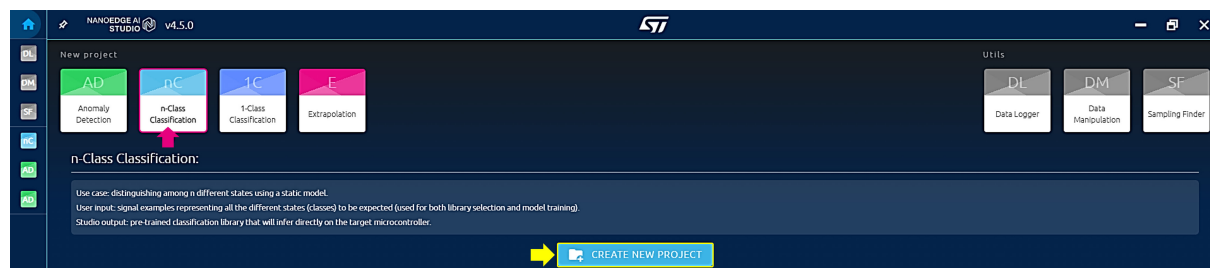 NANOEDGE AI
STUDIO
v4.5.0
ST
DL
DM
SF
nC
AD
AD
New project
Utils
AD
Anomaly
Detection
nC
n-Class
Classification
1C
1-Class
Classification
E
Extrapolation
DL
Data Logger
DM
Data
Manipulation
SF
Sampling Finder
n-Class Classification:
Use case: distinguishing among n different states using a static model.
User input: signal examples representing all the different states (classes) to be expected (used for both library selection and model training).
Studio output: pre-trained classification library that will infer directly on the target microcontroller.
CREATE NEW PROJECT